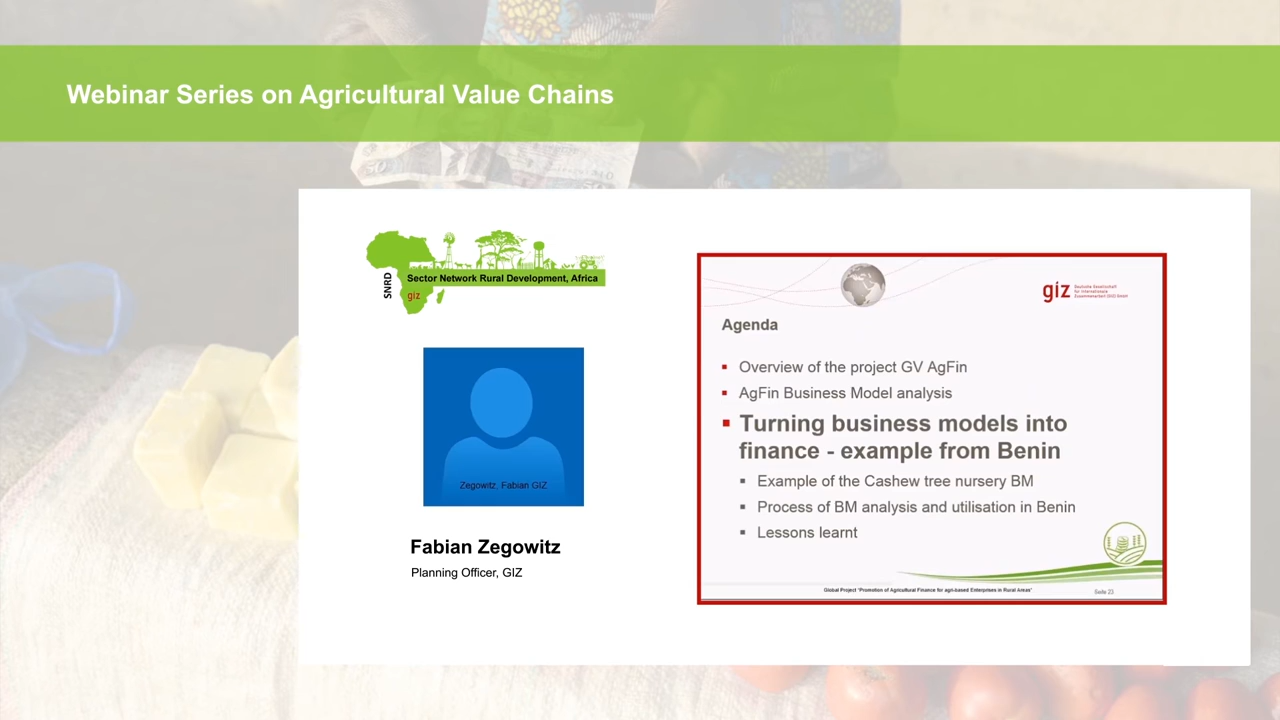 Webinar Series on Agricultural Value Chains
SNRD
Sector Network Rural Development, Africa
giz
Zegowitz, Fabian GIZ
Fabian Zegowitz
Planning Officer, GIZ
giz
Deutsche Gesellschaft
für Internationale
Zusammenarbeit (GIZ) GmbH
Agenda
▪ Overview of the project GV AgFin
▪ AgFin Business Model analysis
▪ Turning business models into
finance - example from Benin
▪ Example of the Cashew tree nursery BM
▪ Process of BM analysis and utilisation in Benin
▪ Lessons learnt
Global Project "Promotion of Agricultural Finance for agri-based Enterprises in Rural Areas"
Seite 23